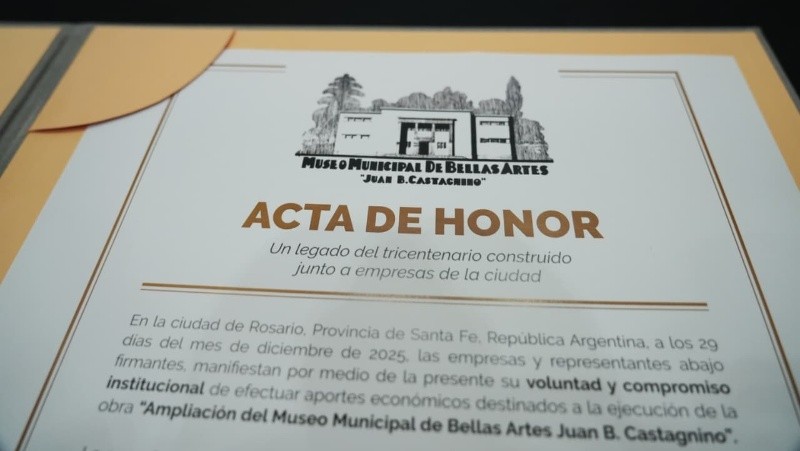 MUSEO MUNICIPAL DE BELLAS ARTES
"JUAN B. CASTAGNINO"
ACTA DE HONOR
Un legado del tricentenario construido
junto a empresas de la ciudad
En la ciudad de Rosario, Provincia de Santa Fe, República Argentina, a los 29
días del mes de diciembre de 2025, las empresas y representantes abajo
firmantes, manifiestan por medio de la presente su voluntad y compromiso
institucional de efectuar aportes económicos destinados a la ejecución de la
obra "Ampliación del Museo Municipal de Bellas Artes Juan B. Castagnino".